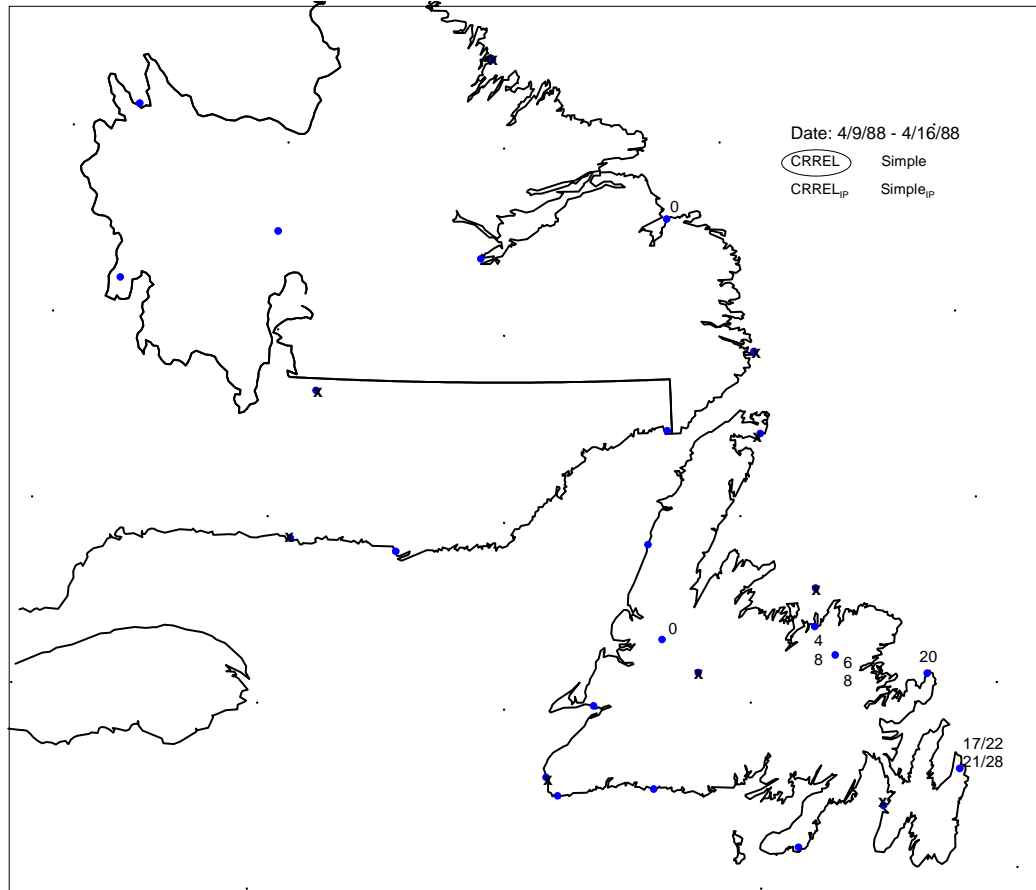 Date: 4/9/88 - 4/16/88
CRREL Simple
CRREL_IP Simple_IP
x
0
x
x
x
x
x
0
4
8
6
8
x
20
17/22
21/28
x
x